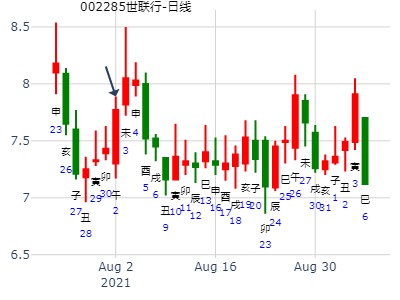 002285世联行-日线
8.5
8
7.5
7
6.5
申
23
亥
26
子
27
丑
28
寅
29
卯
30
午
2
未
3
申
4
酉
5
戌
6
丑
9
寅
10
卯
11
辰
12
巳
13
申
16
酉
17
戌
18
亥
19
子
20
卯
23
辰
24
巳
25
午
26
未
27
戌
30
亥
31
子
1
丑
2
寅
3
巳
6
Aug 2
2021
Aug 16
Aug 30